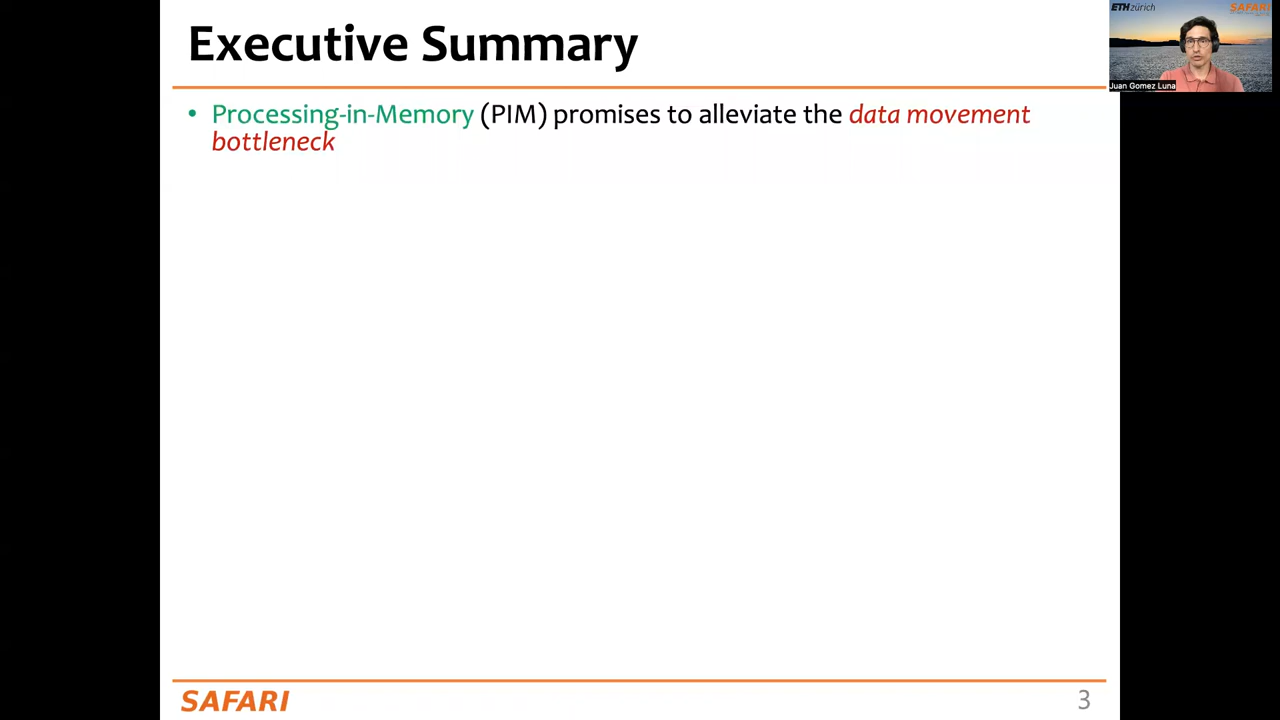 Executive Summary
• Processing-in-Memory (PIM) promises to alleviate the data movement
bottleneck
ETH zürich
SAFARI
Juan Gomez Luna
SAFARI
3